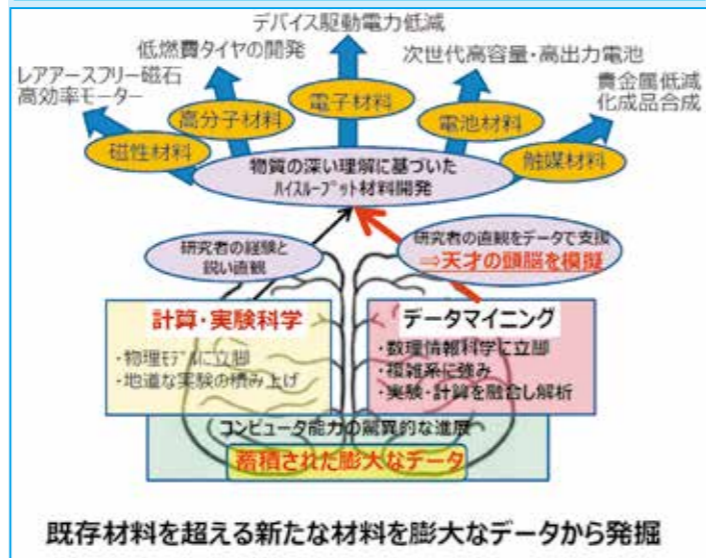 デバイス駆動電力低減
低燃費タイヤの開発
次世代高容量・高出力電池
レアアースフリー磁石
高効率モーター
貴金属低減
化成品合成
磁性材料
高分子材料
電子材料
電池材料
触媒材料
物質の深い理解に基づいた
ハイスループット材料開発
研究者の経験と
鋭い直観
研究者の直観をデータで支援
⇒天才の頭脳を模擬
計算・実験科学
・物理モデルに立脚
・地道な実験の積み上げ
データマイニング
・数理情報科学に立脚
・複雑系に強み
・実験・計算を融合し解析
コンピュータ能力の驚異的な進展
蓄積された膨大なデータ
既存材料を超える新たな材料を膨大なデータから発掘